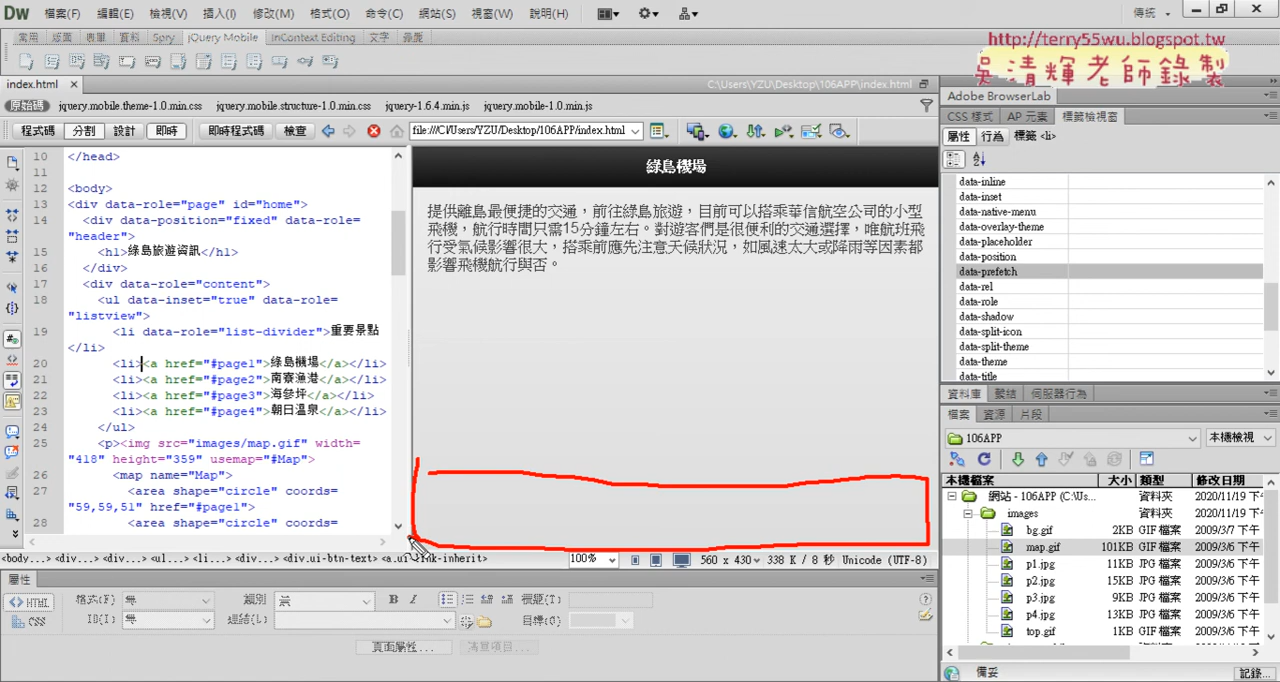 Dw 檔案(F) 編輯(E) 檢視(V) 插入(I) 修改(M) 格式(O) 命令(C) 網站(S) 視窗(W) 說明(H) 傳統
常用 版面 表單 資料 Spry jQuery Mobile InContext Editing 文字
http://terry55wu.blogspot.tw
吳清輝老師錄製
index.html C:\Users\YZU\Desktop\106APP\index.html
原始碼 jquery.mobile.theme-1.0.min.css jquery.mobile.structure-1.0.min.css jquery-1.6.4.min.js jquery.mobile-1.0.min.js
程式碼 分割 設計 即時 即時程式碼 檢查 file:///C|/Users/YZU/Desktop/106APP/index.html
10 </head>
11
12 <body>
13 <div data-role="page" id="home">
14 <div data-position="fixed" data-role=
"header">
15 <h1>綠島旅遊資訊</h1>
16 </div>
17 <div data-role="content">
18 <ul data-inset="true" data-role=
"listview">
19 <li data-role="list-divider">重要景點
</li>
20 <li><a href="#page1">綠島機場</a></li>
21 <li><a href="#page2">南寮漁港</a></li>
22 <li><a href="#page3">海參坪</a></li>
23 <li><a href="#page4">朝日溫泉</a></li>
24 </ul>
25 <p><img src="images/map.gif" width=
"418" height="359" usemap="#Map">
26 <map name="Map">
27 <area shape="circle" coords=
"59,59,51" href="#page1">
28 <area shape="circle" coords=
綠島機場
提供離島最便捷的交通，前往綠島旅遊，目前可以搭乘華信航空公司的小型
飛機，航行時間只需15分鐘左右。對遊客們是很便利的交通選擇，唯航班飛
行受氣候影響很大，搭乘前應先注意天候狀況，如風速太大或降雨等因素都
影響飛機航行與否。
<body...> <div...> <div...> <ul...> <li...> <div...> <div.ui-btn-text> <a.ui-link-inherit>
100% 560 x 430 338 K / 8 秒 Unicode (UTF-8)
屬性
HTML 格式(F) 無 類別 無 B I 標題(T)
CSS ID(I) 無 連結(L) 目標(G)
頁面屬性... 清單項目...
Adobe BrowserLab
CSS 樣式 AP 元素 標籤檢視窗
屬性 行為 標籤 <li>
data-inline
data-inset
data-native-menu
data-overlay-theme
data-placeholder
data-position
data-prefetch
data-rel
data-role
data-shadow
data-split-icon
data-split-theme
data-theme
data-title
資料庫 繫結 伺服器行為
檔案 資源 片段
106APP 本機檢視
本機檔案 大小 類型 修改日期
網站 - 106APP (C:\Us... 資料夾 2020/11/19 下午
images 資料夾 2020/11/19 下午
bg.gif 2KB GIF 檔案 2009/3/7 下午
map.gif 101KB GIF 檔案 2009/3/6 下午
p1.jpg 11KB JPG 檔案 2009/3/6 下午
p2.jpg 15KB JPG 檔案 2009/3/6 下午
p3.jpg 9KB JPG 檔案 2009/3/6 下午
p4.jpg 13KB JPG 檔案 2009/3/6 下午
top.gif 1KB GIF 檔案 2009/3/6 下午
備妥 記錄...